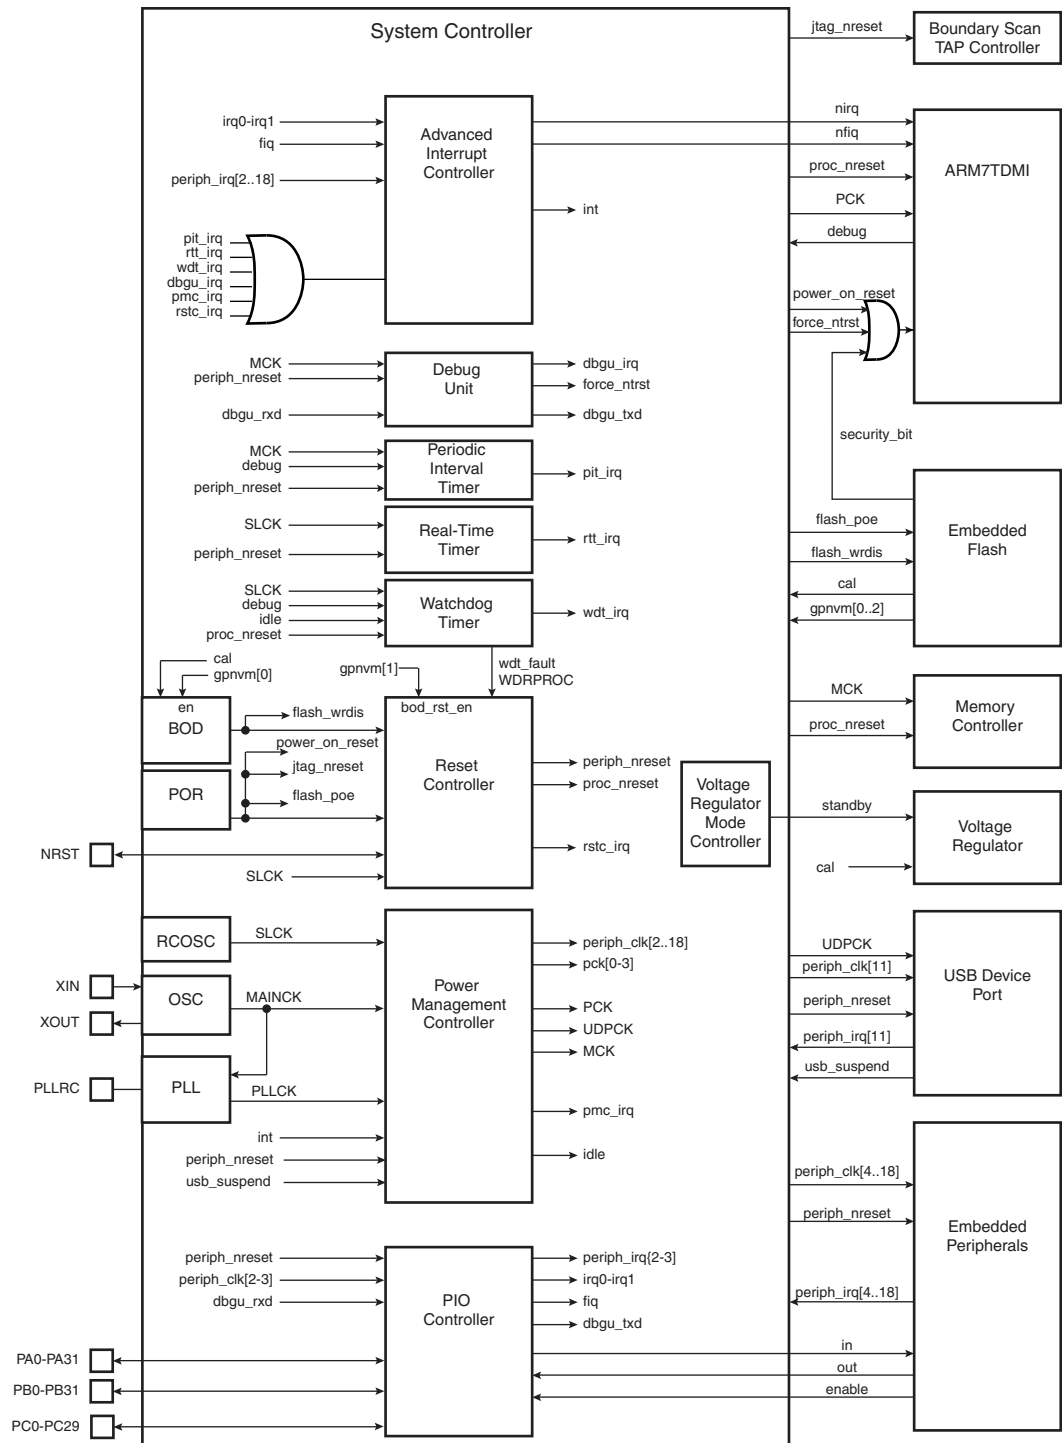 System Controller
jtag_nreset
Boundary Scan
TAP Controller
irq0-irq1
fiq
periph_irq[2..18]
Advanced
Interrupt
Controller
int
nirq
nfiq
proc_nreset
PCK
debug
ARM7TDMI
pit_irq
rtt_irq
wdt_irq
dbgu_irq
pmc_irq
rstc_irq
power_on_reset
force_ntrst
security_bit
MCK
periph_nreset
dbgu_rxd
Debug
Unit
dbgu_irq
force_ntrst
dbgu_txd
MCK
debug
periph_nreset
Periodic
Interval
Timer
pit_irq
SLCK
periph_nreset
Real-Time
Timer
rtt_irq
flash_poe
flash_wrdis
cal
gpnvm[0..2]
Embedded
Flash
SLCK
debug
idle
proc_nreset
Watchdog
Timer
wdt_irq
cal
gpnvm[0]
gpnvm[1]
wdt_fault
WDRPROC
en
BOD
flash_wrdis
power_on_reset
jtag_nreset
flash_poe
POR
bod_rst_en
Reset
Controller
periph_nreset
proc_nreset
rstc_irq
NRST
SLCK
MCK
proc_nreset
Memory
Controller
Voltage
Regulator
Mode
Controller
standby
cal
Voltage
Regulator
RCOSC
SLCK
XIN
XOUT
OSC
MAINCK
PLLRC
PLL
PLLCK
int
periph_nreset
usb_suspend
Power
Management
Controller
periph_clk[2..18]
pck[0-3]
PCK
UDPCK
MCK
pmc_irq
idle
UDPCK
periph_clk[11]
periph_nreset
periph_irq[11]
usb_suspend
USB Device
Port
periph_clk[4..18]
periph_nreset
periph_irq[4..18]
in
out
enable
Embedded
Peripherals
periph_nreset
periph_clk[2-3]
dbgu_rxd
PIO
Controller
periph_irq{2-3]
irq0-irq1
fiq
dbgu_txd
PA0-PA31
PB0-PB31
PC0-PC29